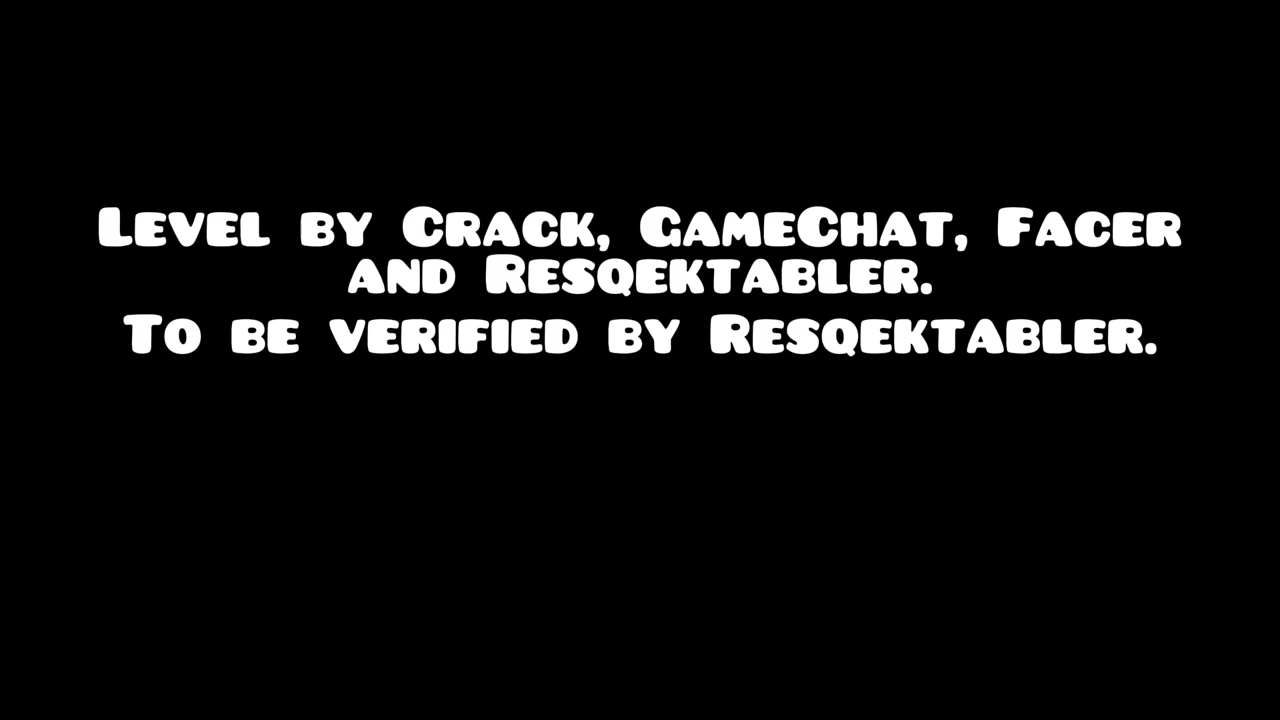 Level by Crack, GameChat, Facer
and Resqektabler.
To be verified by Resqektabler.